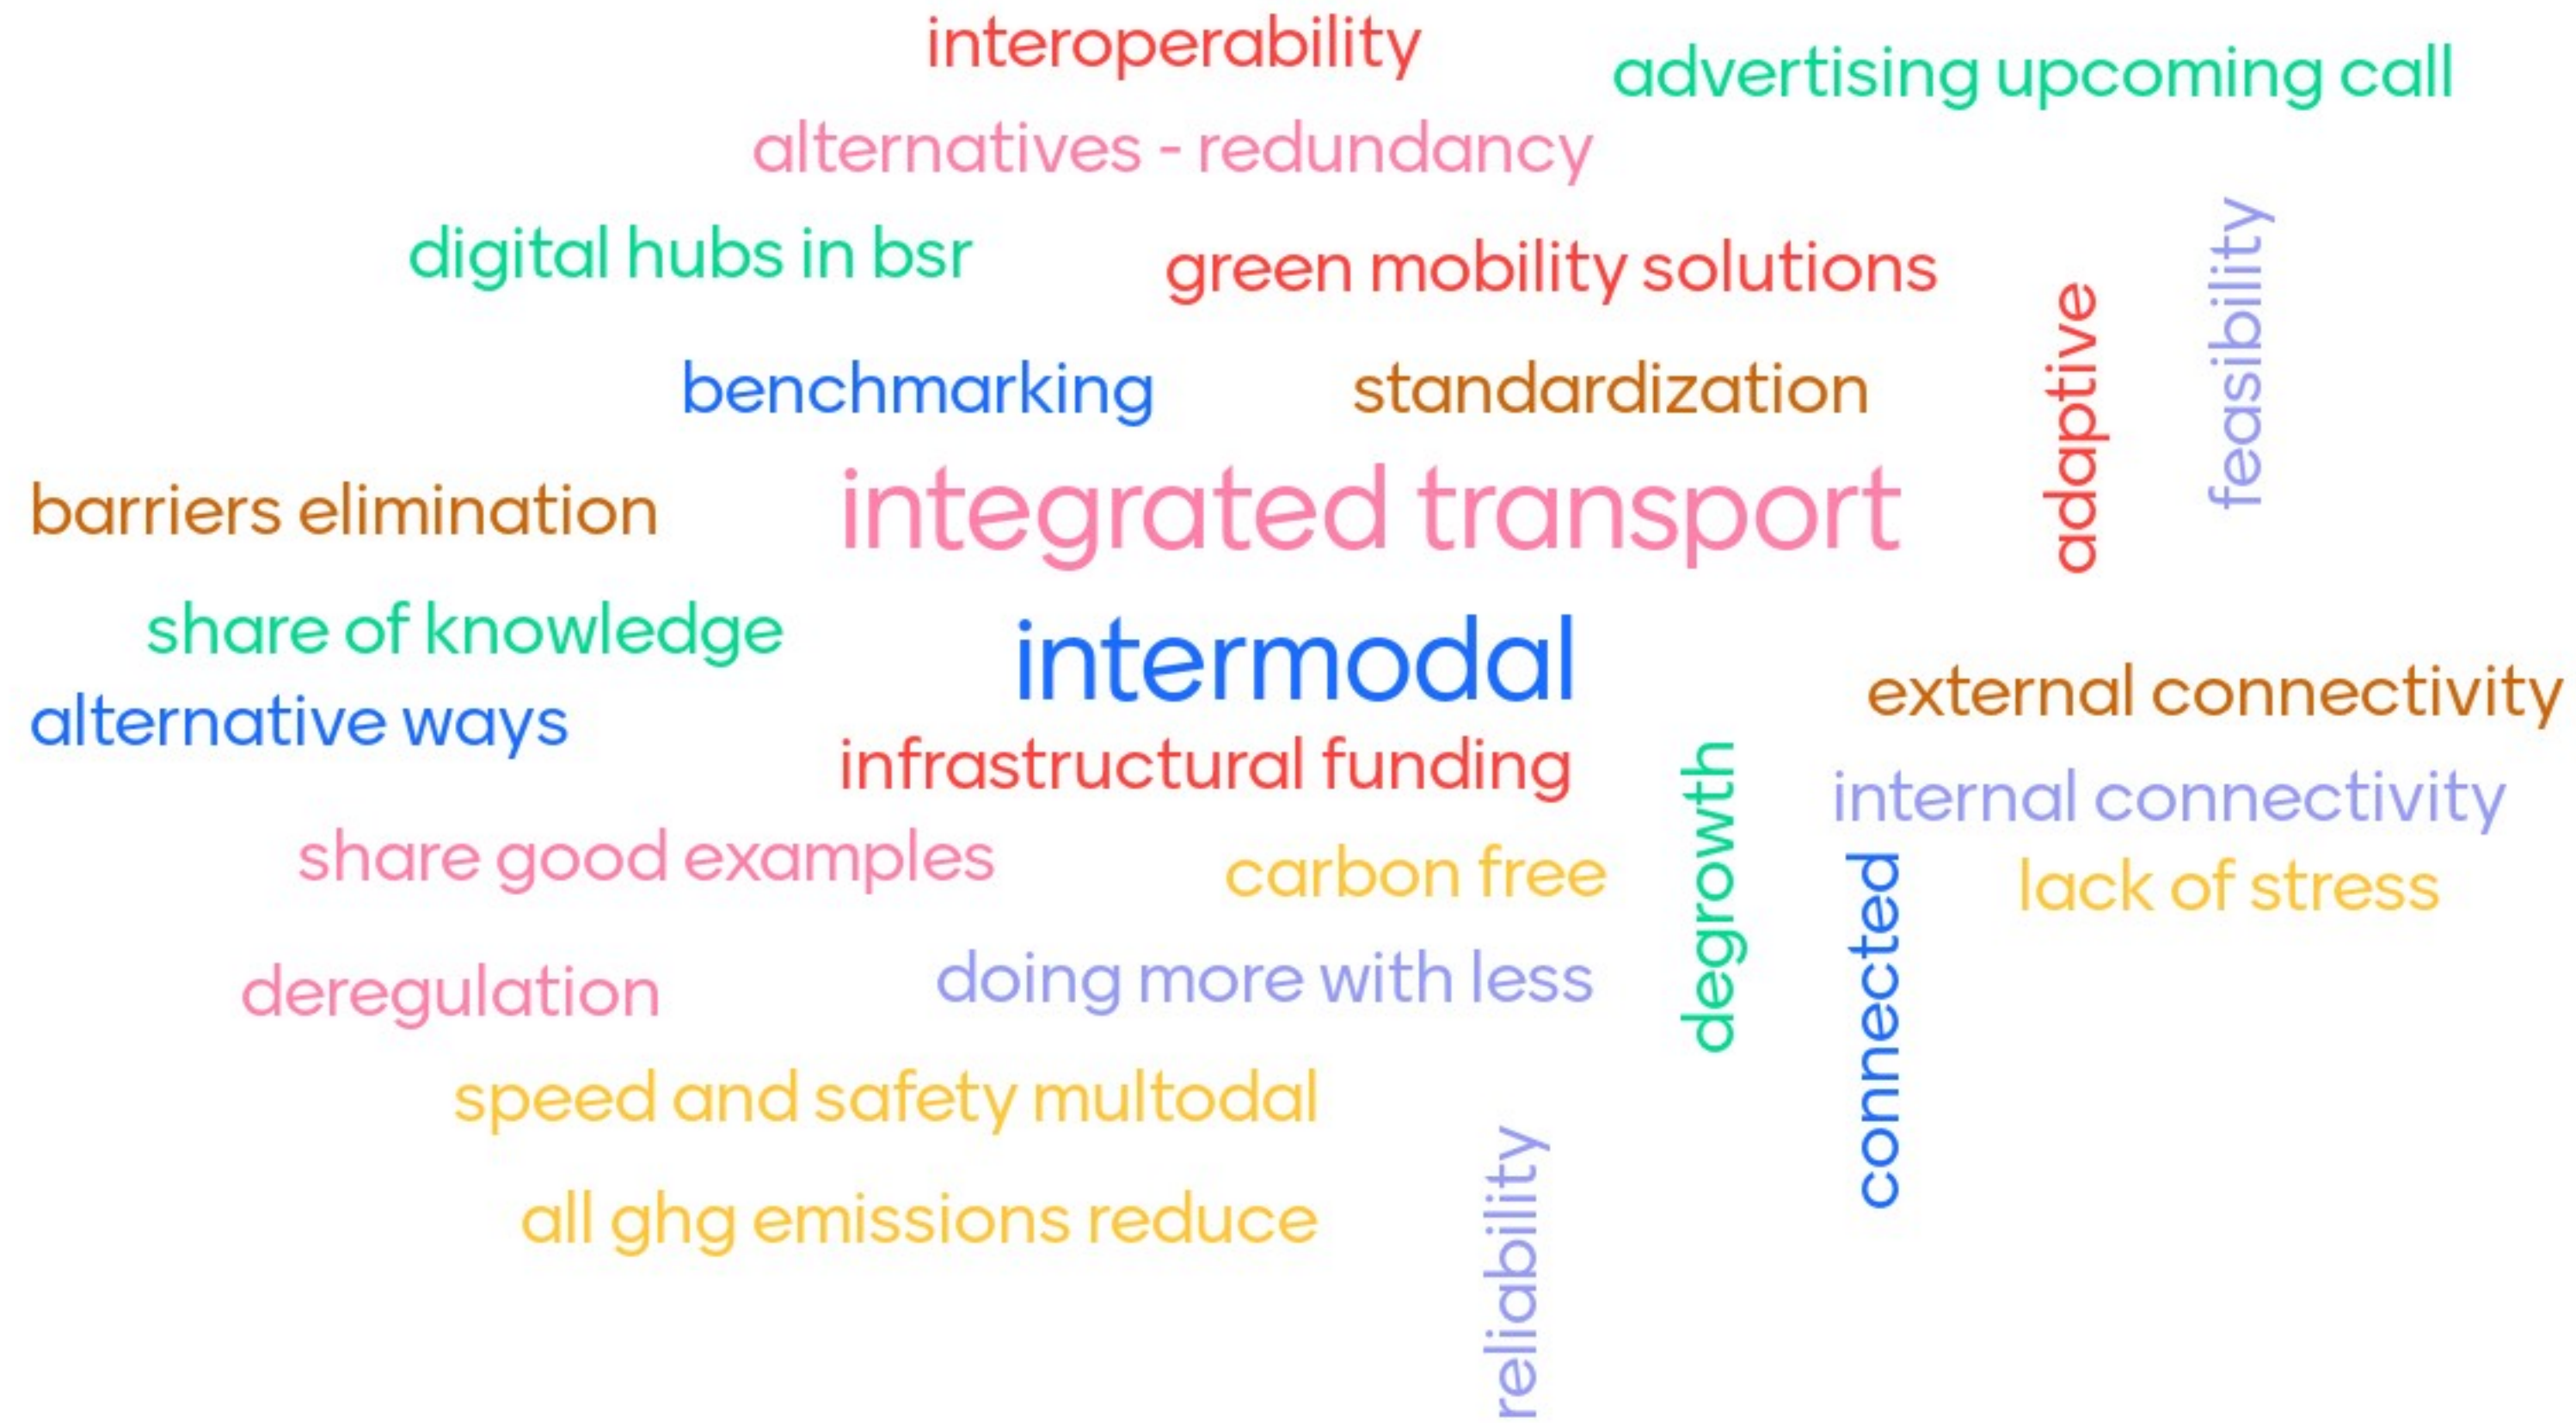 interoperability
advertising upcoming call
alternatives - redundancy
digital hubs in bsr
green mobility solutions
feasibility
adaptive
benchmarking
standardization
barriers elimination
integrated transport
share of knowledge
intermodal
external connectivity
alternative ways
infrastructural funding
internal connectivity
degrowth
share good examples
carbon free
lack of stress
connected
deregulation
doing more with less
speed and safety multodal
all ghg emissions reduce
reliability